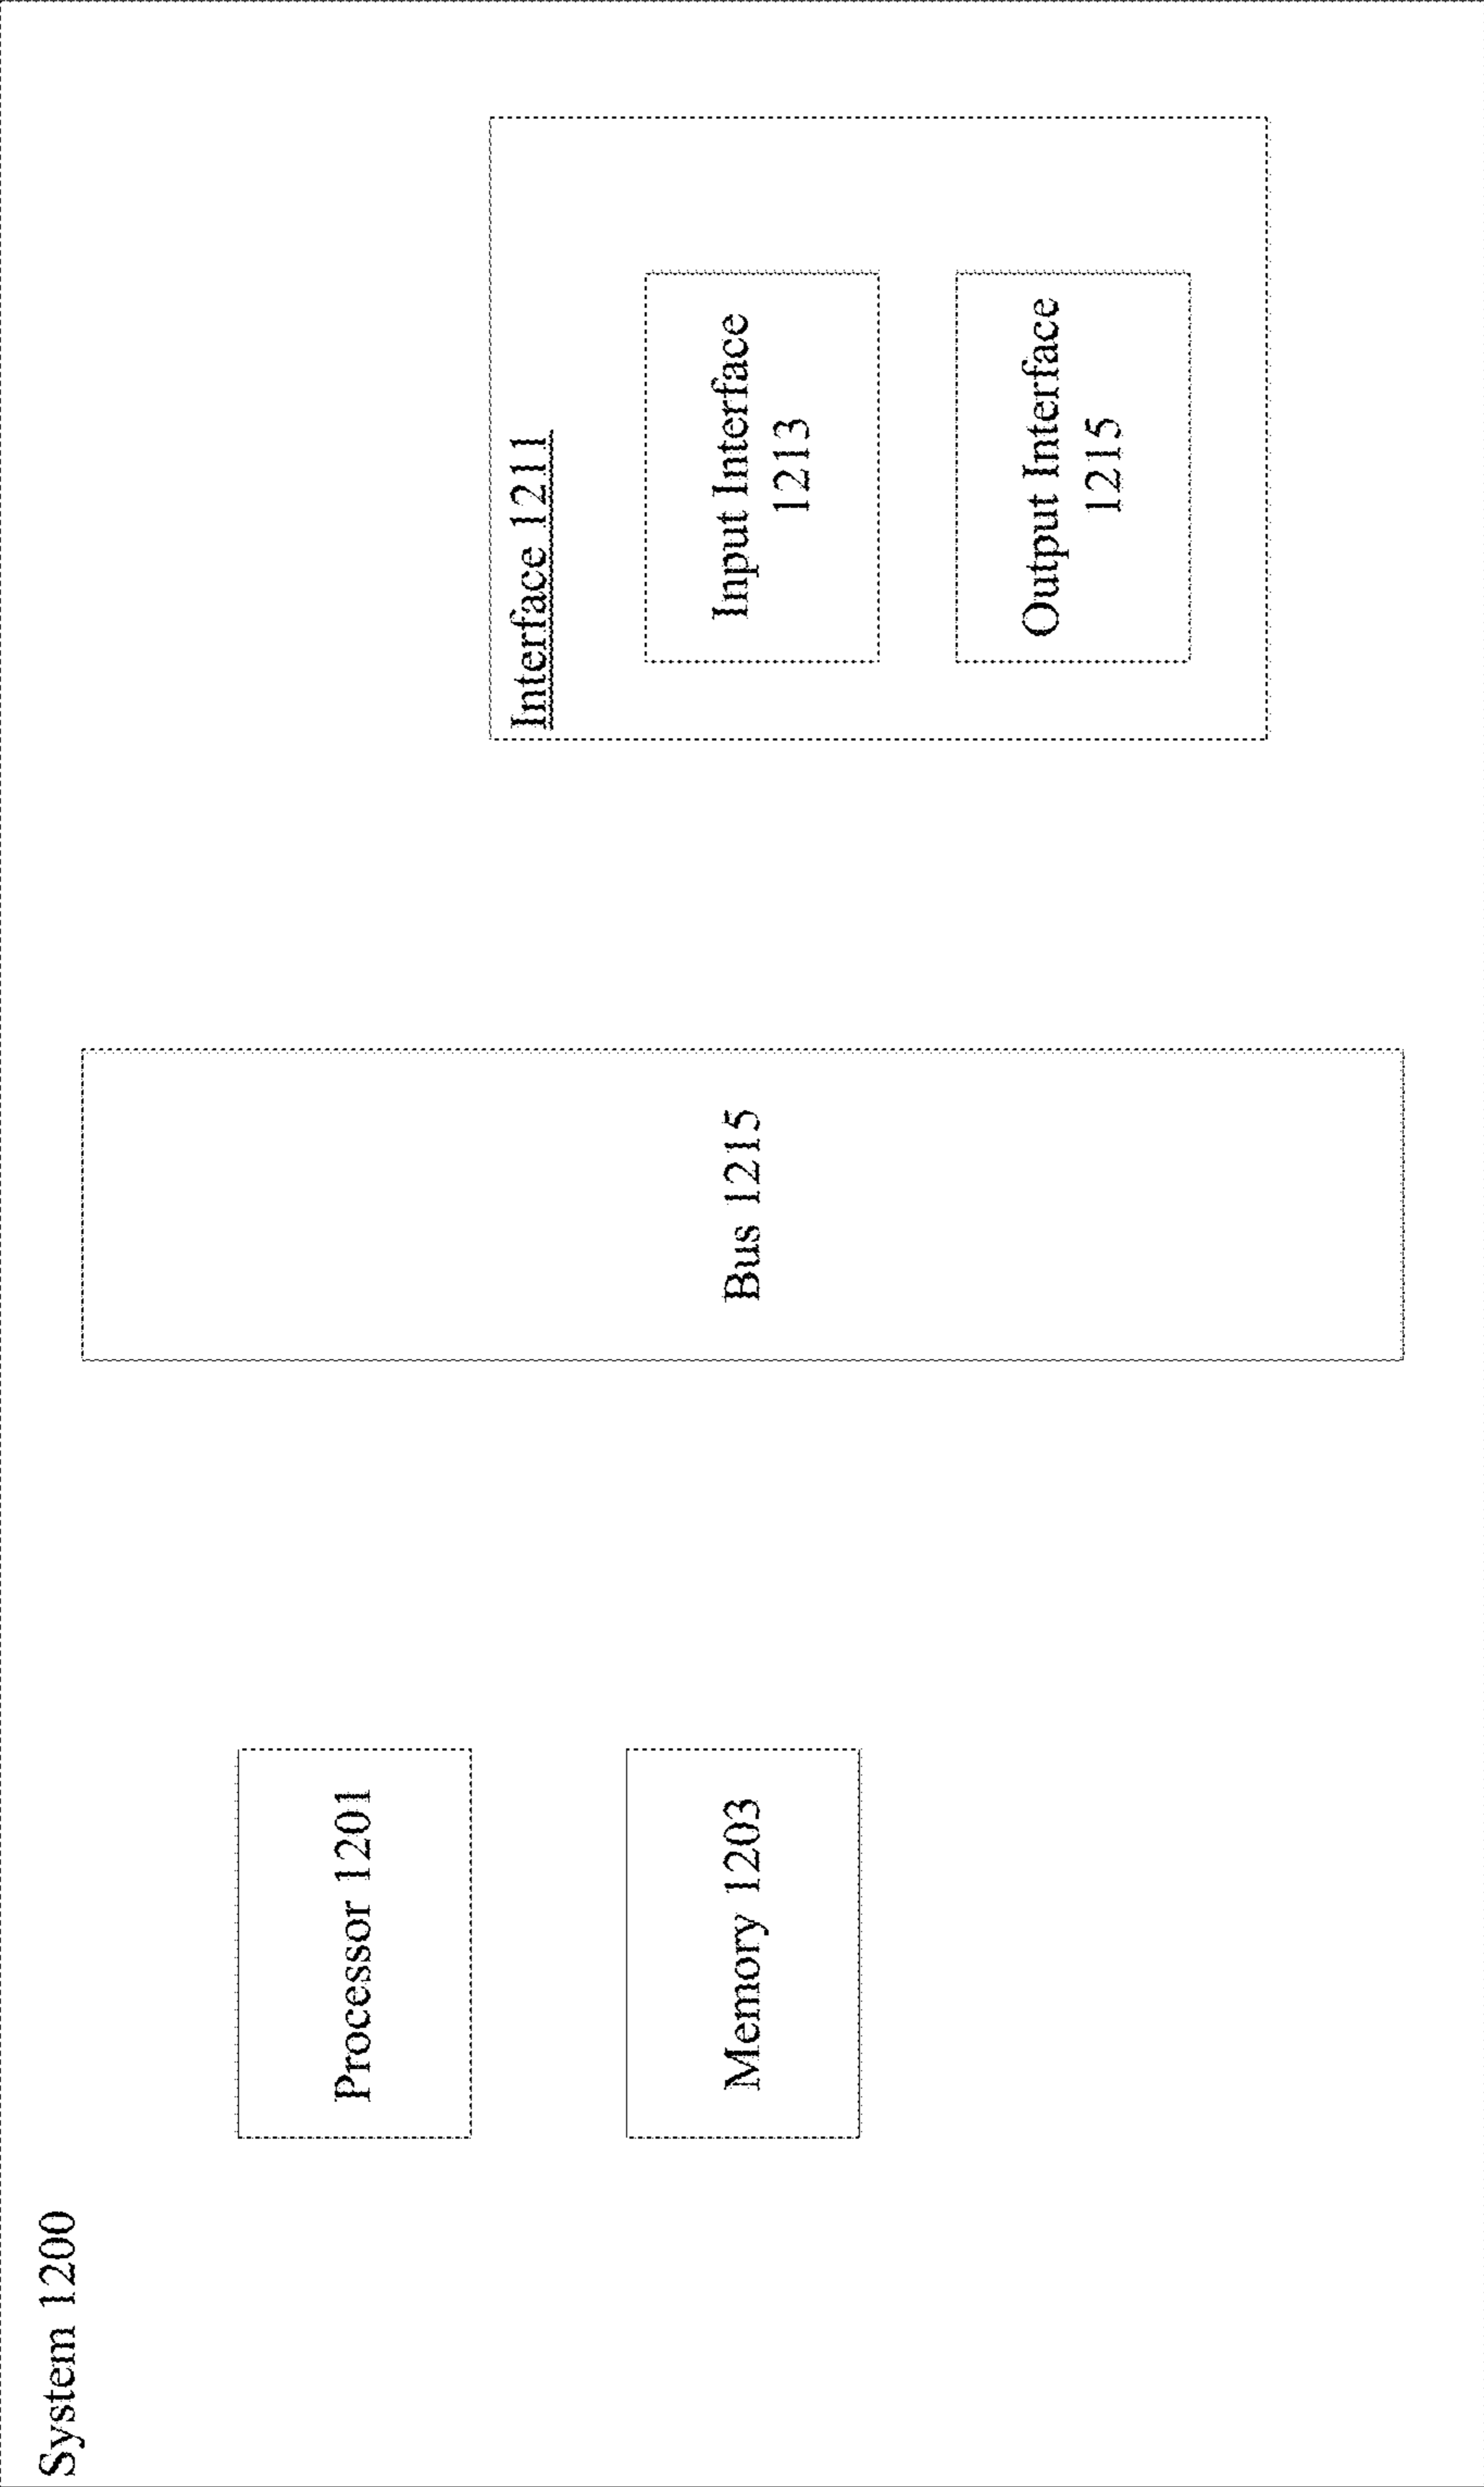 System 1200
Processor 1201
Memory 1203
Bus 1215
Interface 1211
Input Interface
1213
Output Interface
1215